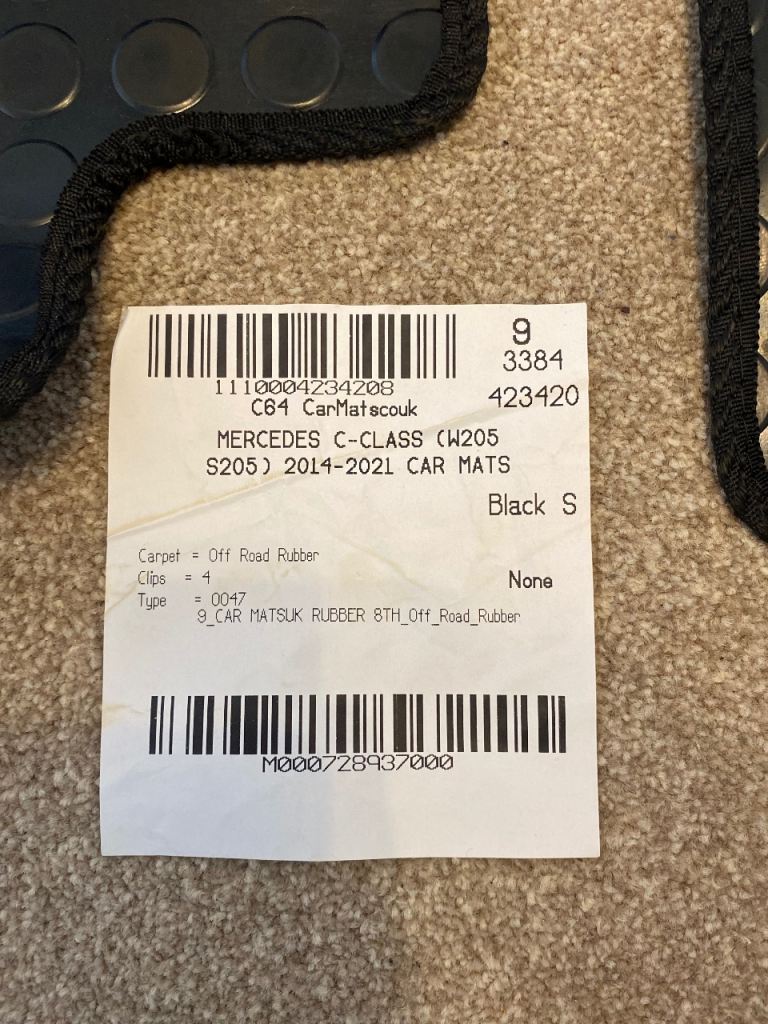 9
3384
1110004234208
C64 CarMatscouk
423420
MERCEDES C-CLASS (W205
S205) 2014-2021 CAR MATS
Black S
Carpet = Off Road Rubber
Clips = 4
None
Type = 0047
9_CAR MATSUK RUBBER 8TH_Off_Road_Rubber
M000728937000